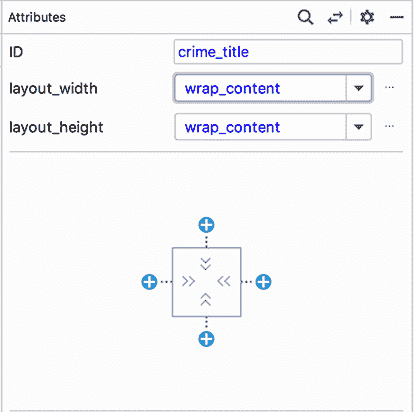 Attributes
ID crime_title
layout_width wrap_content
layout_height wrap_content